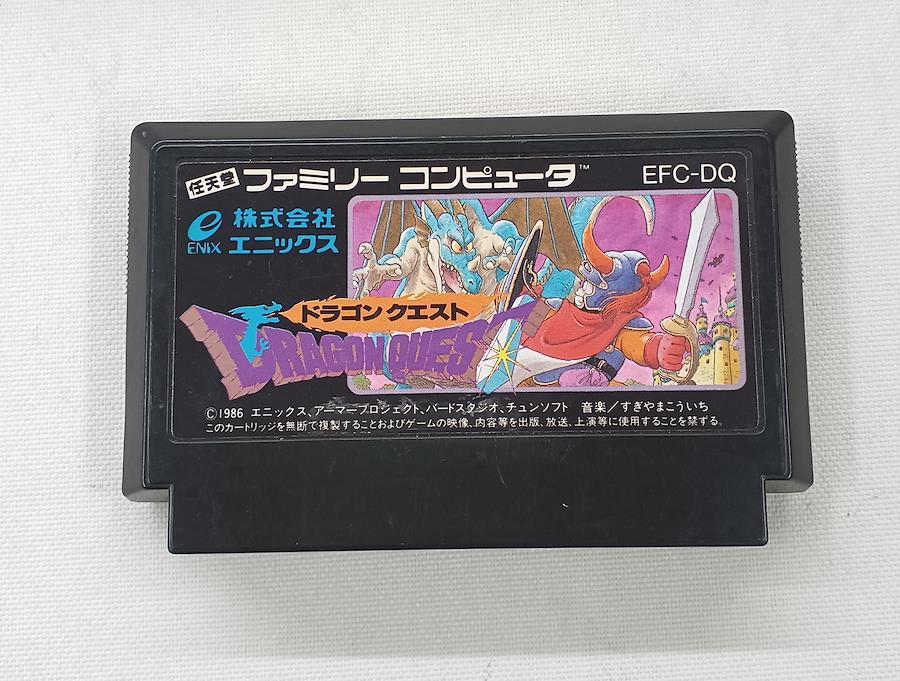 任天堂 ファミリー コンピュータ™ EFC-DQ
株式会社
ENIX エニックス
ドラゴン クエスト
DRAGON QUEST
©1986 エニックス、アーマープロジェクト、バードスタジオ、チュンソフト 音楽／すぎやまこういち
このカートリッジを無断で複製することおよびゲームの映像、内容等を出版、放送、上演等に使用することを禁ずる。